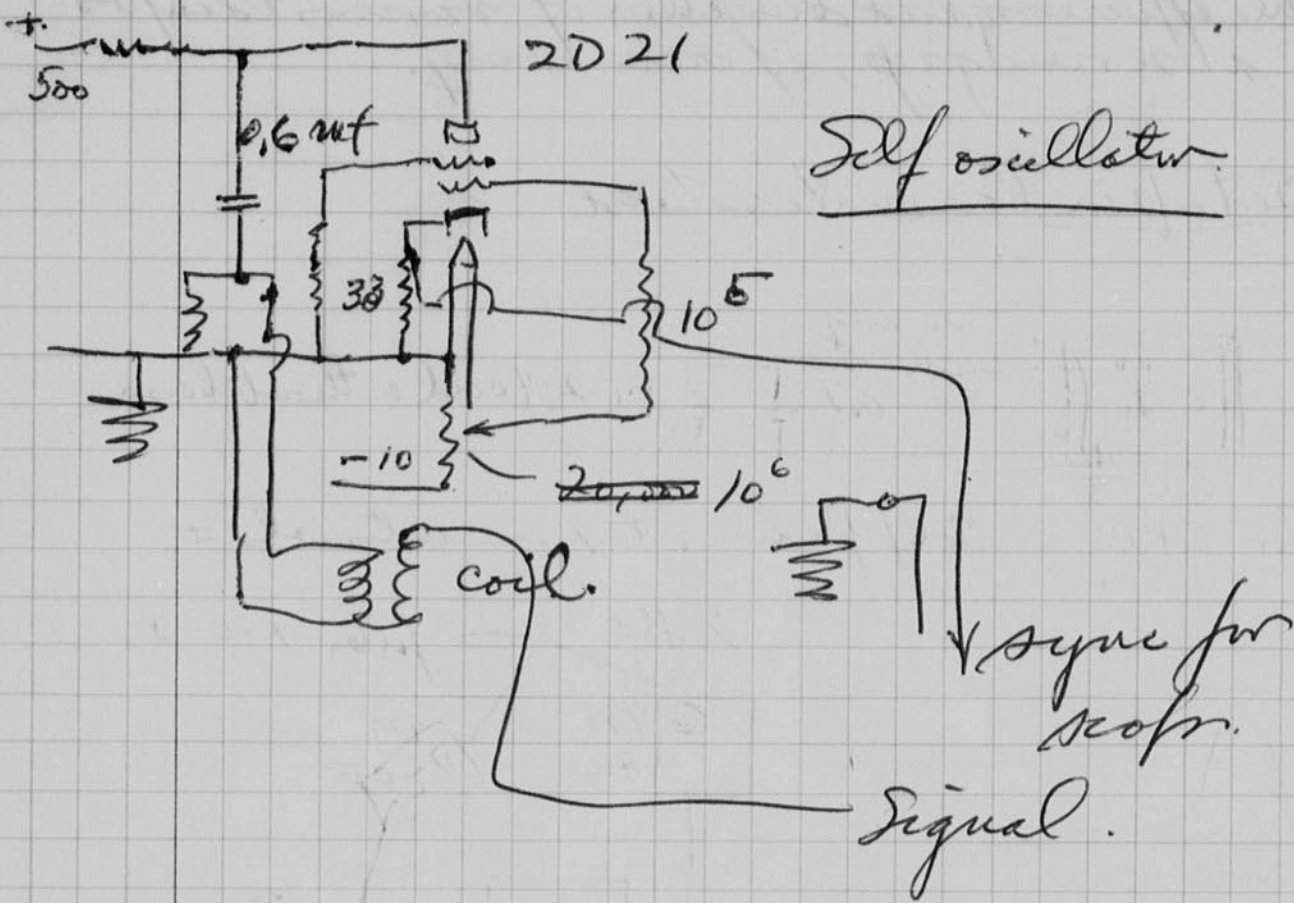 +
2D21
500
0.6 mf
Self oscillator
38
10^5
-10
20,000 10^6
coil.
sync for
scope.
Signal.